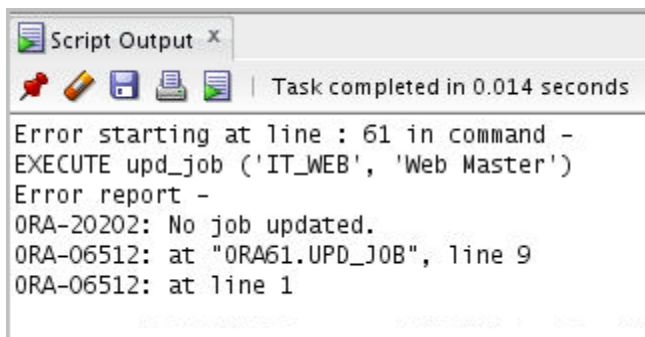 Script Output x
Task completed in 0.014 seconds
Error starting at line : 61 in command -
EXECUTE upd_job ('IT_WEB', 'Web Master')
Error report -
ORA-20202: No job updated.
ORA-06512: at "ORA61.UPD_JOB", line 9
ORA-06512: at line 1